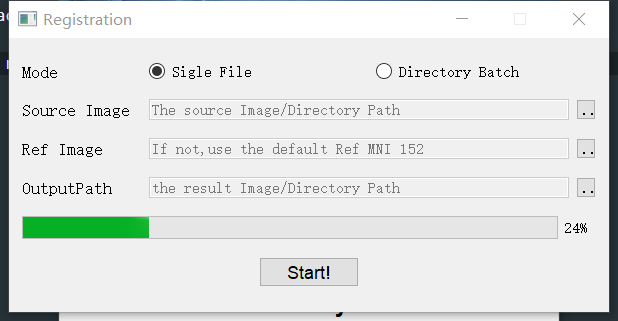 Registration
Mode Sigle File Directory Batch
Source Image The source Image/Directory Path ..
Ref Image If not,use the default Ref MNI 152 ..
OutputPath the result Image/Directory Path ..
24%
Start!